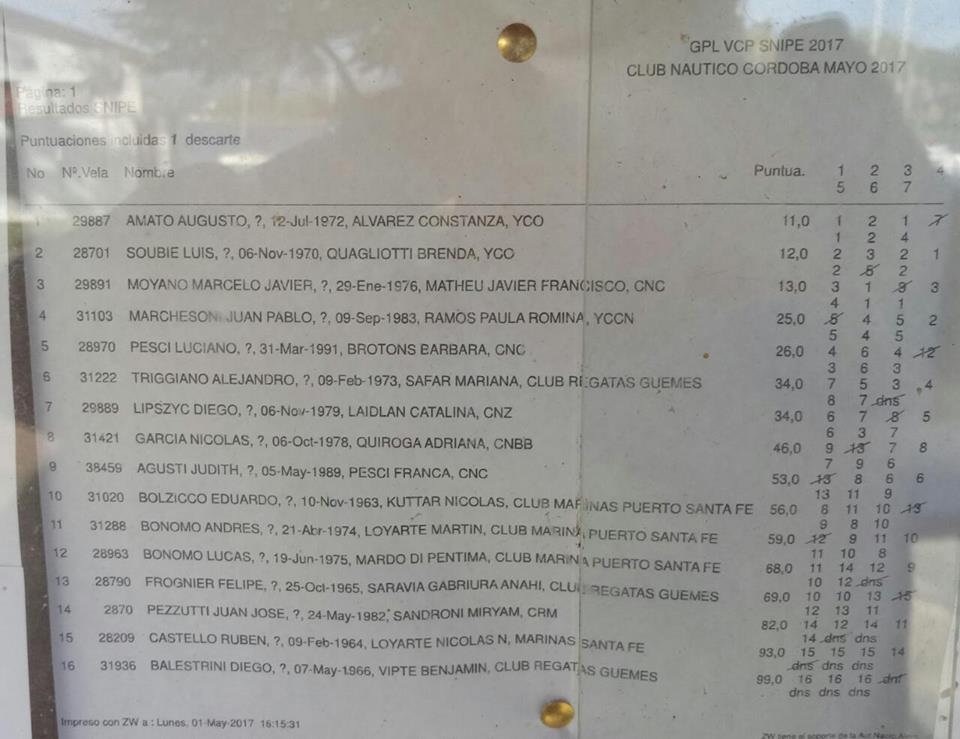 GPL VCP SNIPE 2017
CLUB NAUTICO CORDOBA MAYO 2017
Página: 1
Resultados SNIPE
Puntuaciones incluidas 1 descarte
No Nº.Vela Nombre Puntua. 1 2 3 4
5 6 7
1 29887 AMATO AUGUSTO, ?, 12-Jul-1972, ALVAREZ CONSTANZA, YCO 11,0 1 2 1 7
1 2 4
2 28701 SOUBIE LUIS, ?, 06-Nov-1970, QUAGLIOTTI BRENDA, YCO 12,0 2 3 2 1
2 5 2
3 29891 MOYANO MARCELO JAVIER, ?, 29-Ene-1976, MATHEU JAVIER FRANCISCO, CNC 13,0 3 1 9 3
4 1 1
4 31103 MARCHESONI JUAN PABLO, ?, 09-Sep-1983, RAMOS PAULA ROMINA, YCCN 25,0 5 4 5 2
5 4 5
5 28970 PESCI LUCIANO, ?, 31-Mar-1991, BROTONS BARBARA, CNC 26,0 4 6 4 12
3 6 3
6 31222 TRIGGIANO ALEJANDRO, ?, 09-Feb-1973, SAFAR MARIANA, CLUB REGATAS GUEMES 34,0 7 5 3 4
8 7 dns
7 29889 LIPSZYC DIEGO, ?, 06-Nov-1979, LAIDLAN CATALINA, CNZ 34,0 6 7 8 5
6 3 7
8 31421 GARCIA NICOLAS, ?, 06-Oct-1978, QUIROGA ADRIANA, CNBB 46,0 9 13 7 8
7 9 6
9 38459 AGUSTI JUDITH, ?, 05-May-1989, PESCI FRANCA, CNC 53,0 13 8 6 6
13 11 9
10 31020 BOLZICCO EDUARDO, ?, 10-Nov-1963, KUTTAR NICOLAS, CLUB MARINAS PUERTO SANTA FE 56,0 8 11 10 13
9 8 10
11 31288 BONOMO ANDRES, ?, 21-Abr-1974, LOYARTE MARTIN, CLUB MARINA PUERTO SANTA FE 59,0 12 9 11 10
11 10 8
12 28963 BONOMO LUCAS, ?, 19-Jun-1975, MARDO DI PENTIMA, CLUB MARINA PUERTO SANTA FE 68,0 11 14 12 9
10 12 dns
13 28790 FROGNIER FELIPE, ?, 25-Oct-1965, SARAVIA GABRIURA ANAHI, CLUB REGATAS GUEMES 69,0 10 10 13 15
12 13 11
14 2870 PEZZUTTI JUAN JOSE, ?, 24-May-1982, SANDRONI MIRYAM, CRM 82,0 14 12 14 11
14 dns dns
15 28209 CASTELLO RUBEN, ?, 09-Feb-1964, LOYARTE NICOLAS N, MARINAS SANTA FE 93,0 15 15 15 14
dns dns dns
16 31936 BALESTRINI DIEGO, ?, 07-May-1966, VIPTE BENJAMIN, CLUB REGATAS GUEMES 99,0 16 16 16 dnf
dns dns dns
Impreso con ZW a : Lunes, 01-May-2017 16:15:31
ZW tiene el soporte de la